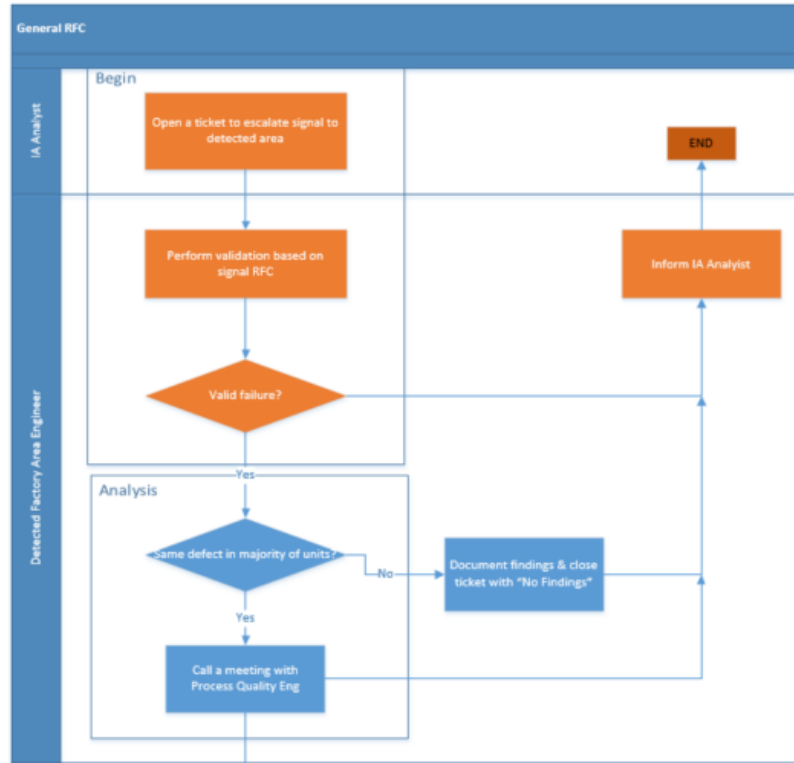 General RFC
IA Analyst
Begin
Open a ticket to escalate signal to
detected area
END
Detected Factory Area Engineer
Perform validation based on
signal RFC
Inform IA Analyist
Valid failure?
Yes
Analysis
Same defect in majority of units?
No
Document findings & close
ticket with “No Findings”
Yes
Call a meeting with
Process Quality Eng